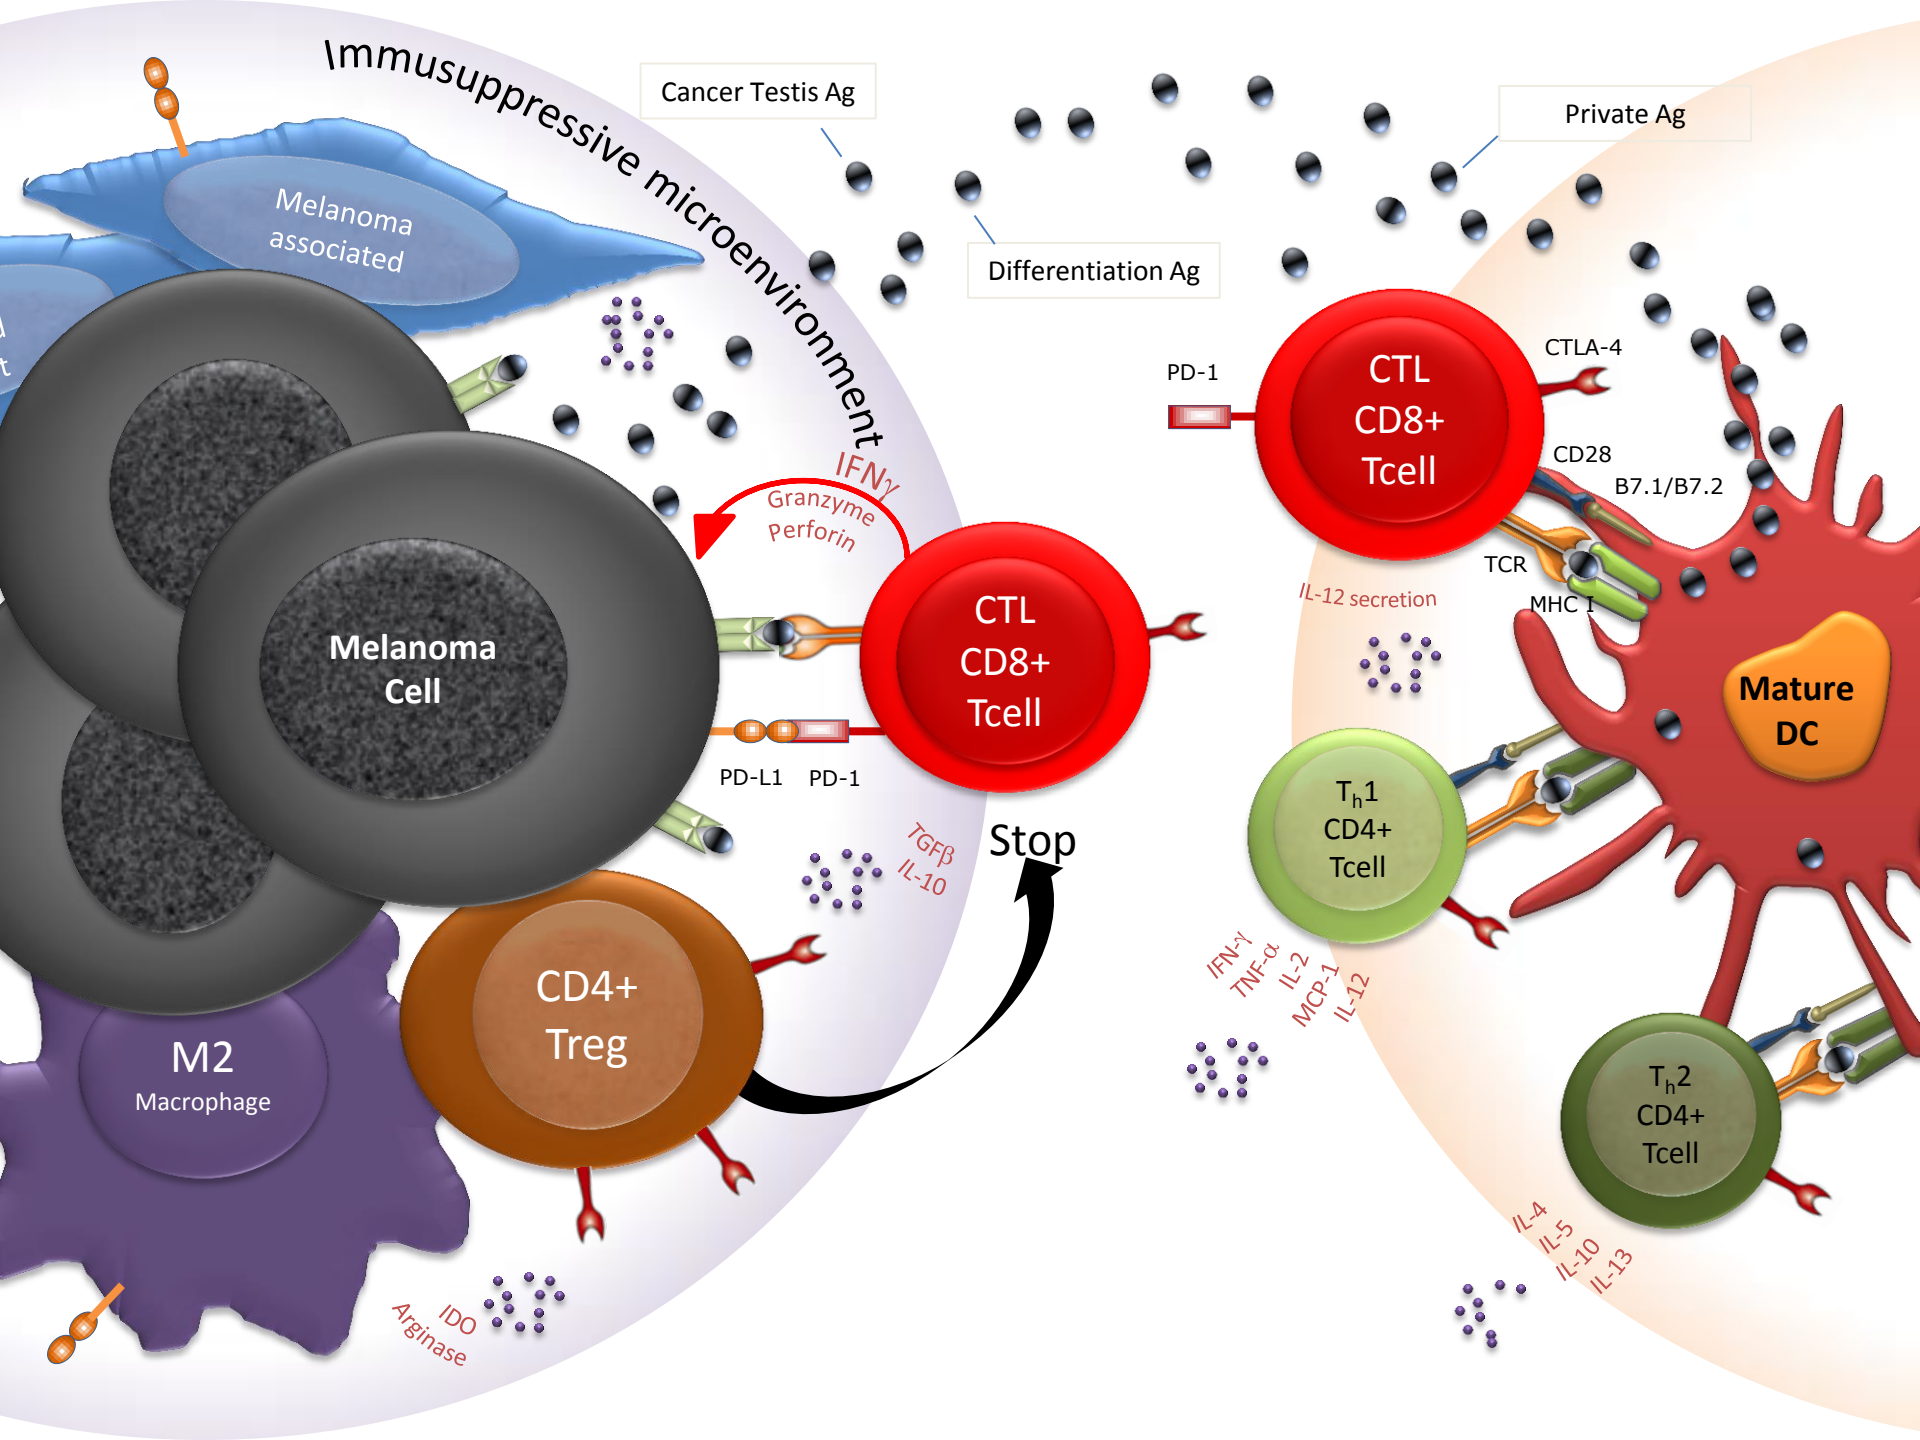 Immusuppressive microenvironment
Cancer Testis Ag
Private Ag
Differentiation Ag
Melanoma
associated
CTLA-4
PD-1
CTL
CD8+
Tcell
CD28
B7.1/B7.2
TCR
MHC I
IL-12 secretion
IFNγ
Granzyme
Perforin
CTL
CD8+
Tcell
Melanoma
Cell
Mature
DC
PD-L1
PD-1
TGFβ
IL-10
Stop
Th1
CD4+
Tcell
IFN-γ
TNF-α
IL-2
MCP-1
IL-12
CD4+
Treg
M2
Macrophage
Th2
CD4+
Tcell
IL-4
IL-5
IL-10
IL-13
IDO
Arginase